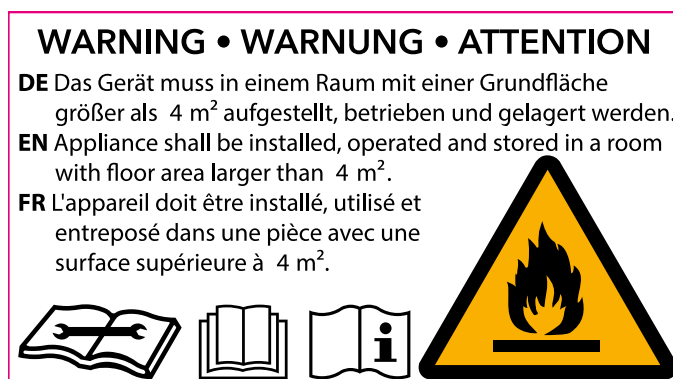 WARNING • WARNUNG • ATTENTION
DE Das Gerät muss in einem Raum mit einer Grundfläche
größer als 4 m² aufgestellt, betrieben und gelagert werden.
EN Appliance shall be installed, operated and stored in a room
with floor area larger than 4 m².
FR L'appareil doit être installé, utilisé et
entreposé dans une pièce avec une
surface supérieure à 4 m².
i